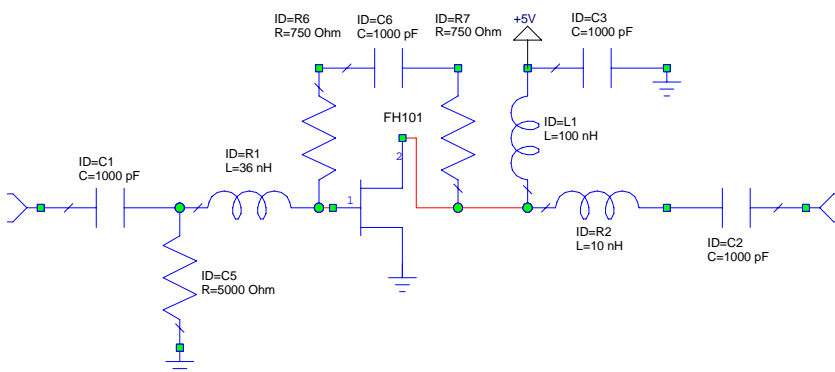 ID=R6
R=750 Ohm
ID=C6
C=1000 pF
ID=R7
R=750 Ohm
+5V
ID=C3
C=1000 pF
FH101
ID=L1
L=100 nH
2
ID=C1
C=1000 pF
ID=R1
L=36 nH
1
ID=R2
L=10 nH
ID=C2
C=1000 pF
ID=C5
R=5000 Ohm